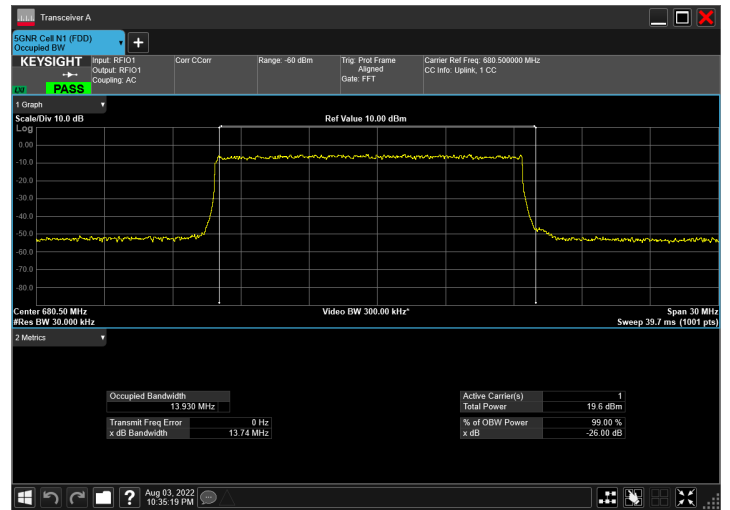 Transceiver A
5GNR Cell N1 (FDD)
Occupied BW
KEYSIGHT
LXI
PASS
Input: RFIO1
Output: RFIO1
Coupling: AC
Corr CCorr
Range: -60 dBm
Trig: Prot Frame
Aligned
Gate: FFT
Carrier Ref Freq: 680.500000 MHz
CC Info: Uplink, 1 CC
1 Graph
Scale/Div 10.0 dB
Ref Value 10.00 dBm
Log
0.00
-10.0
-20.0
-30.0
-40.0
-50.0
-60.0
-70.0
-80.0
Center 680.50 MHz
Video BW 300.00 kHz*
Span 30 MHz
#Res BW 30.000 kHz
Sweep 39.7 ms (1001 pts)
2 Metrics
Occupied Bandwidth
13.930 MHz
Transmit Freq Error 0 Hz
x dB Bandwidth 13.74 MHz
Active Carrier(s) 1
Total Power 19.6 dBm
% of OBW Power 99.00 %
x dB -26.00 dB
?
Aug 03, 2022
10:35:19 PM